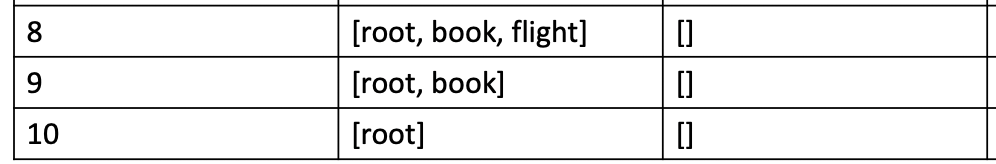 8 [root, book, flight] []
9 [root, book] []
10 [root] []